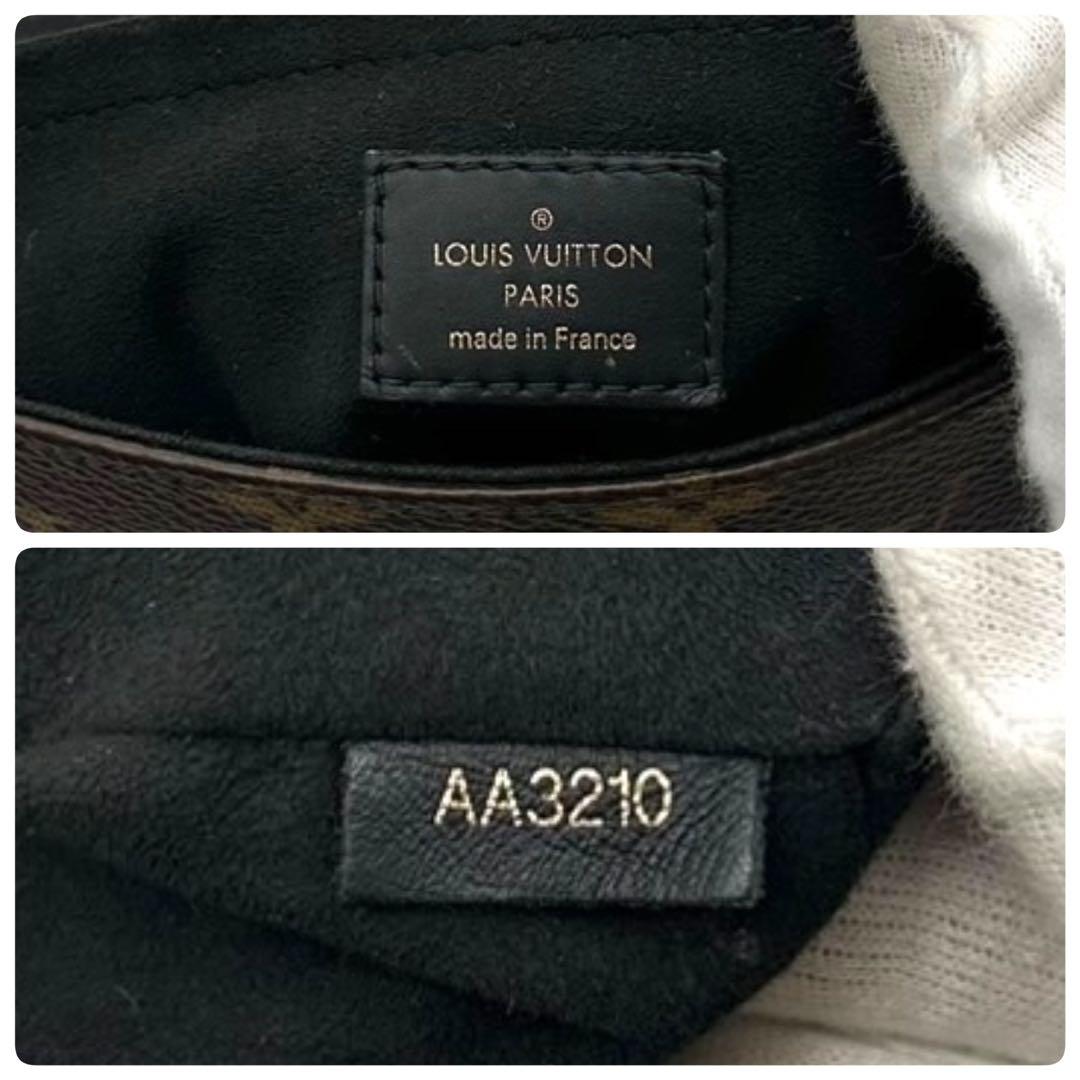 ®
LOUIS VUITTON
PARIS
made in France
AA3210